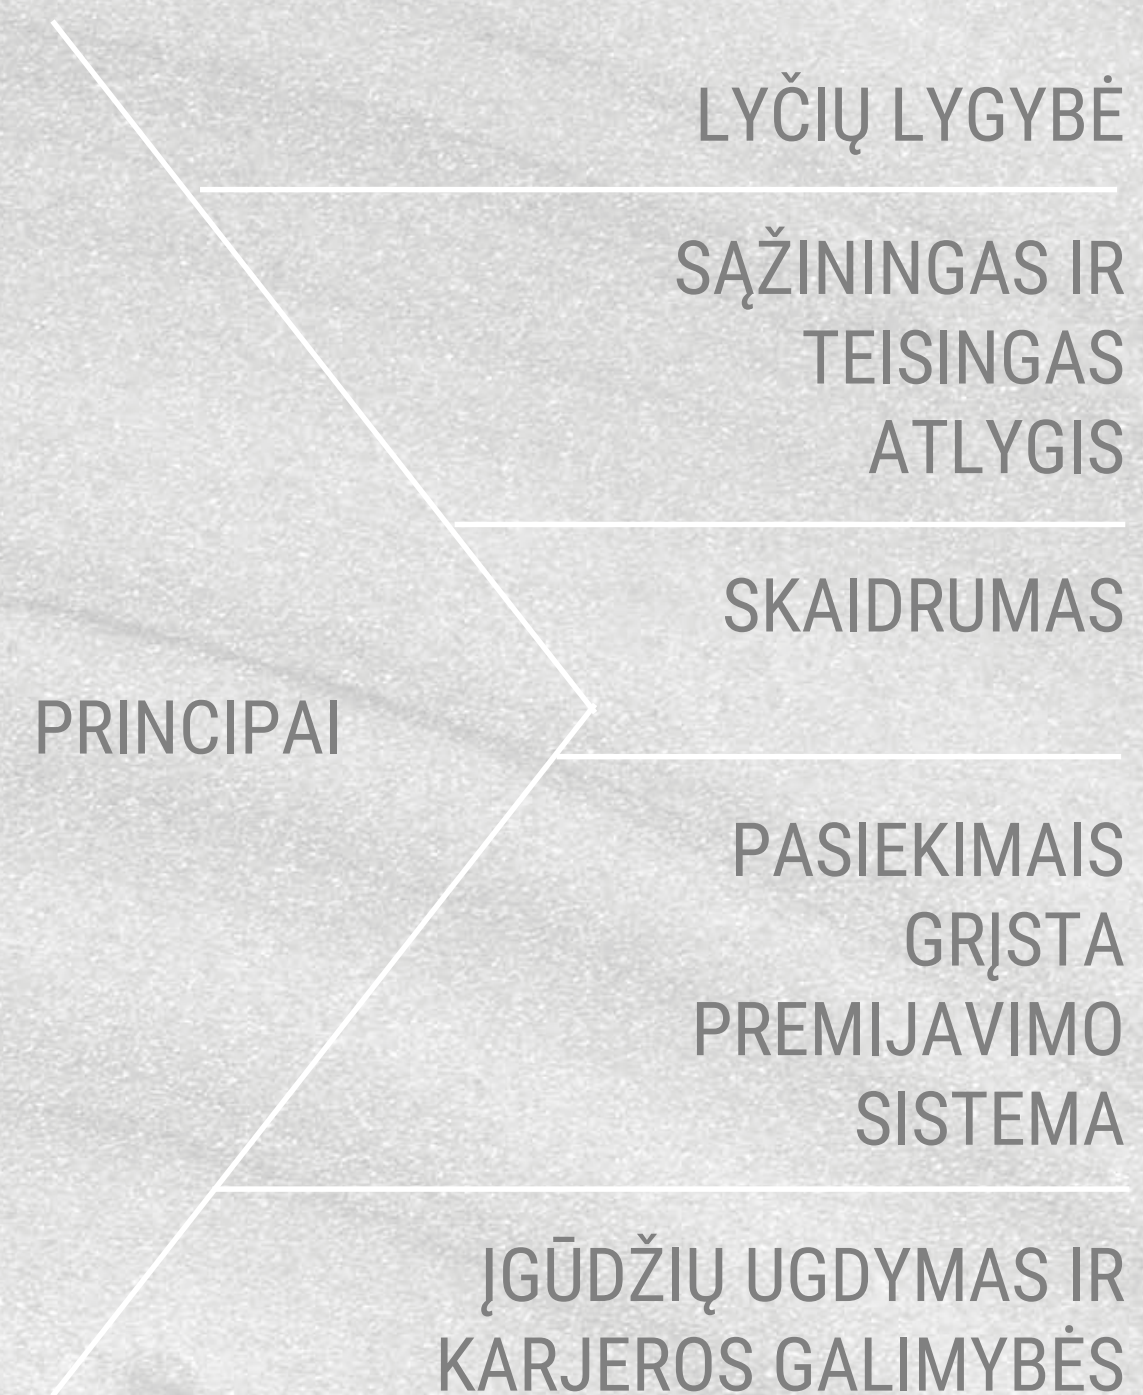 LYČIŲ LYGYBĖ
SĄŽININGAS IR
TEISINGAS
ATLYGIS
SKAIDRUMAS
PRINCIPAI
PASIEKIMAIS
GRĮSTA
PREMIJAVIMO
SISTEMA
ĮGŪDŽIŲ UGDYMAS IR
KARJEROS GALIMYBĖS